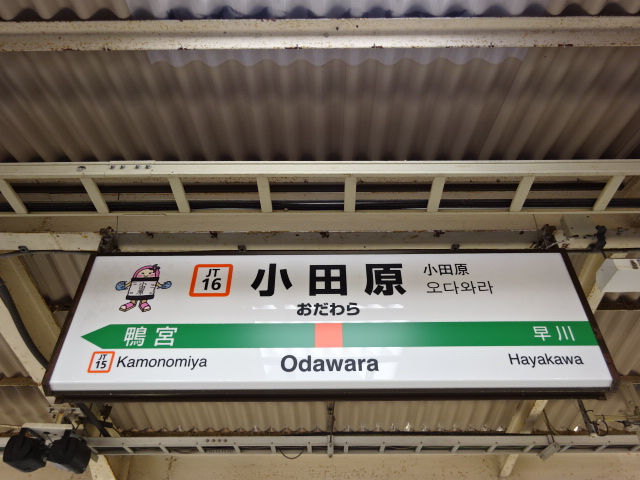 JT
16
小田原
小田原
오다와라
おだわら
鴨宮
早川
JT
15
Kamonomiya
Odawara
Hayakawa